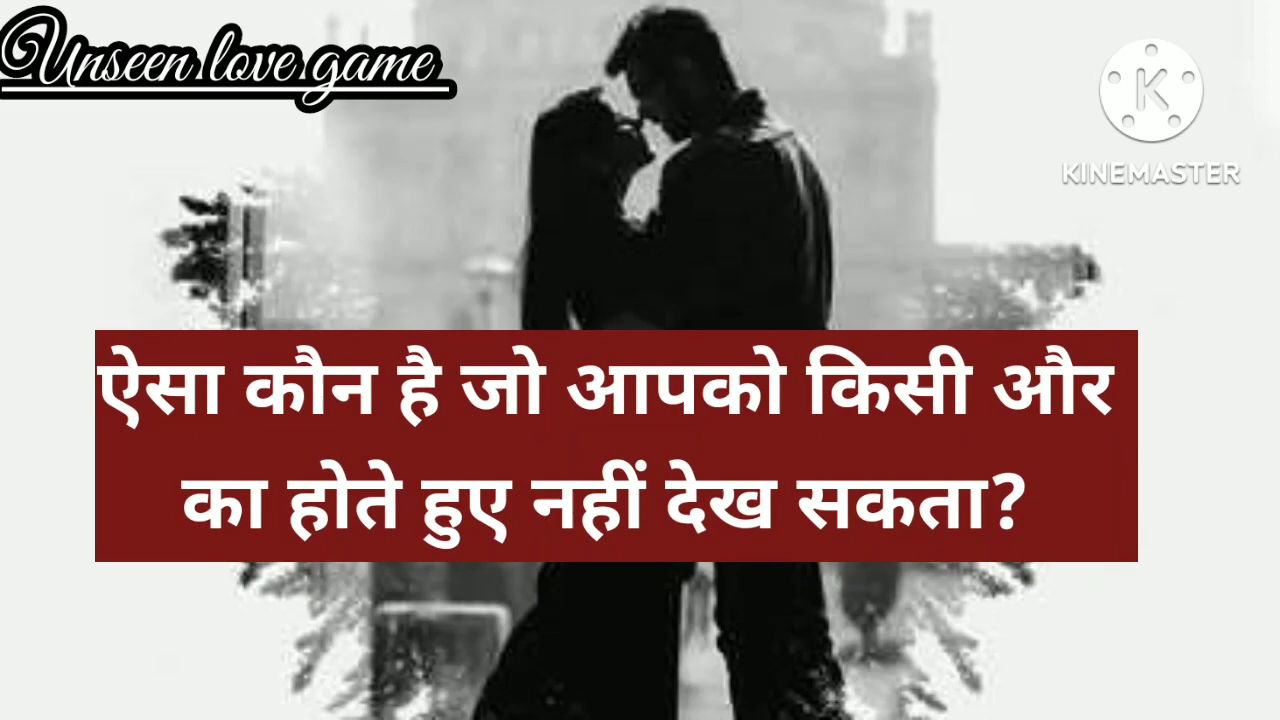 Unseen love game
KINEMASTER
ऐसा कौन है जो आपको किसी और
का होते हुए नहीं देख सकता?